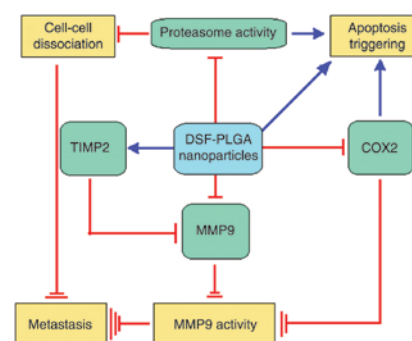 Cell-cell
dissociation
Proteasome activity
Apoptosis
triggering
TIMP2
DSF-PLGA
nanoparticles
COX2
MMP9
Metastasis
MMP9 activity